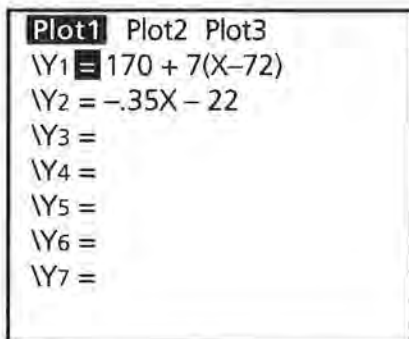 Plot1 Plot2 Plot3
\Y1 = 170 + 7(X–72)
\Y2 = –.35X – 22
\Y3 =
\Y4 =
\Y5 =
\Y6 =
\Y7 =